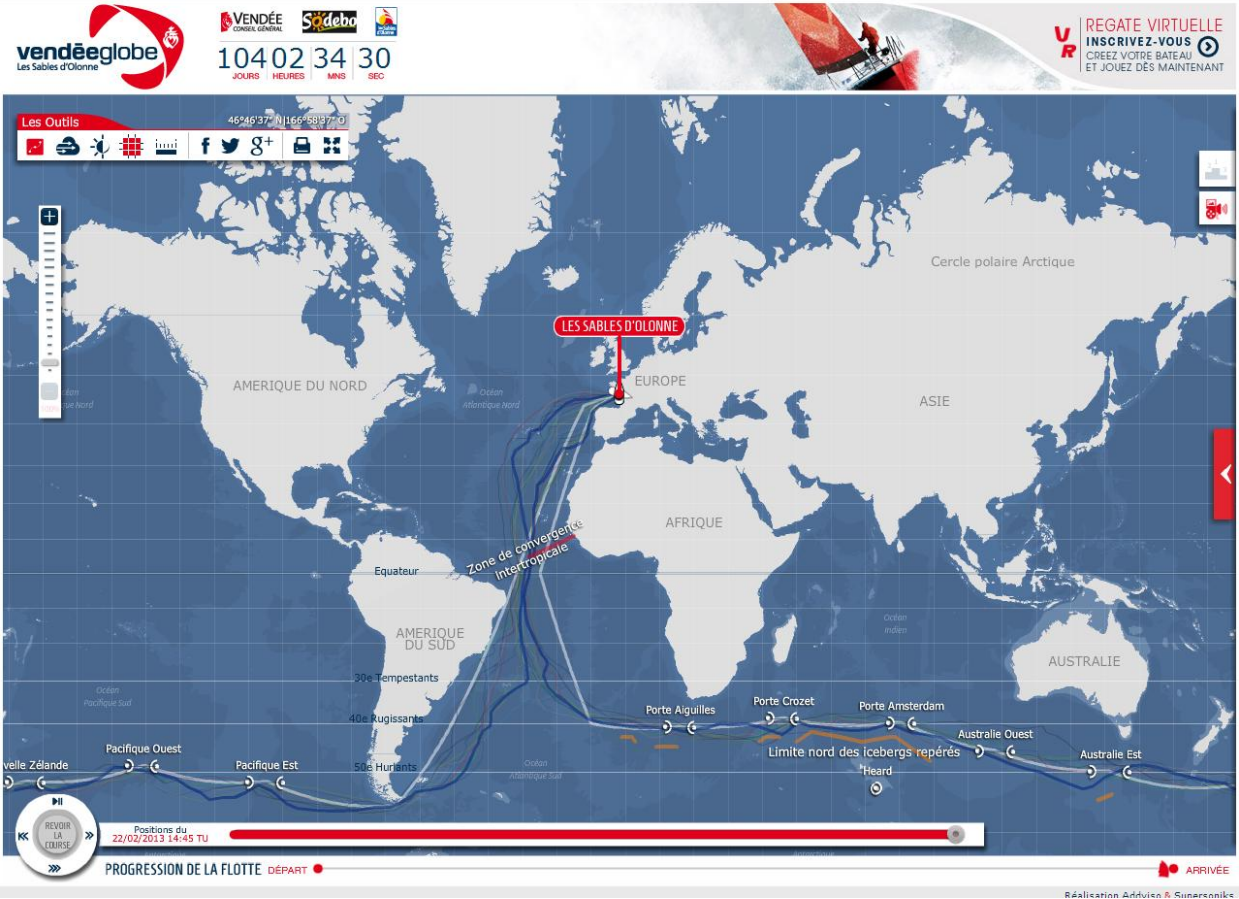 vendéeglobe
Les Sables d'Olonne
VENDÉE
CONSEIL GÉNÉRAL
Sodebo
104 02 34 30
JOURS HEURES MNS SEC
VR
REGATE VIRTUELLE
INSCRIVEZ-VOUS
CREEZ VOTRE BATEAU
ET JOUEZ DÈS MAINTENANT
Les Outils
46°46'37" N|166°58'37" O
f g+
Cercle polaire Arctique
LES SABLES D'OLONNE
AMERIQUE DU NORD
EUROPE
ASIE
Océan
Atlantique Nord
que Nord
AFRIQUE
Zone de convergence
intertropicale
Equateur
AMERIQUE
DU SUD
Océan
Indien
AUSTRALIE
30e Tempestants
Océan
Pacifique Sud
40e Rugissants
Porte Aiguilles
Porte Crozet
Porte Amsterdam
Australie Ouest
Limite nord des icebergs repérés
Australie Est
Pacifique Ouest
velle Zélande
Pacifique Est
50e Hurlants
Océan
Atlantique Sud
Heard
REVOIR
LA
COURSE
Positions du
22/02/2013 14:45 TU
PROGRESSION DE LA FLOTTE DÉPART
ARRIVÉE
Réalisation Addviso & Supersoniks